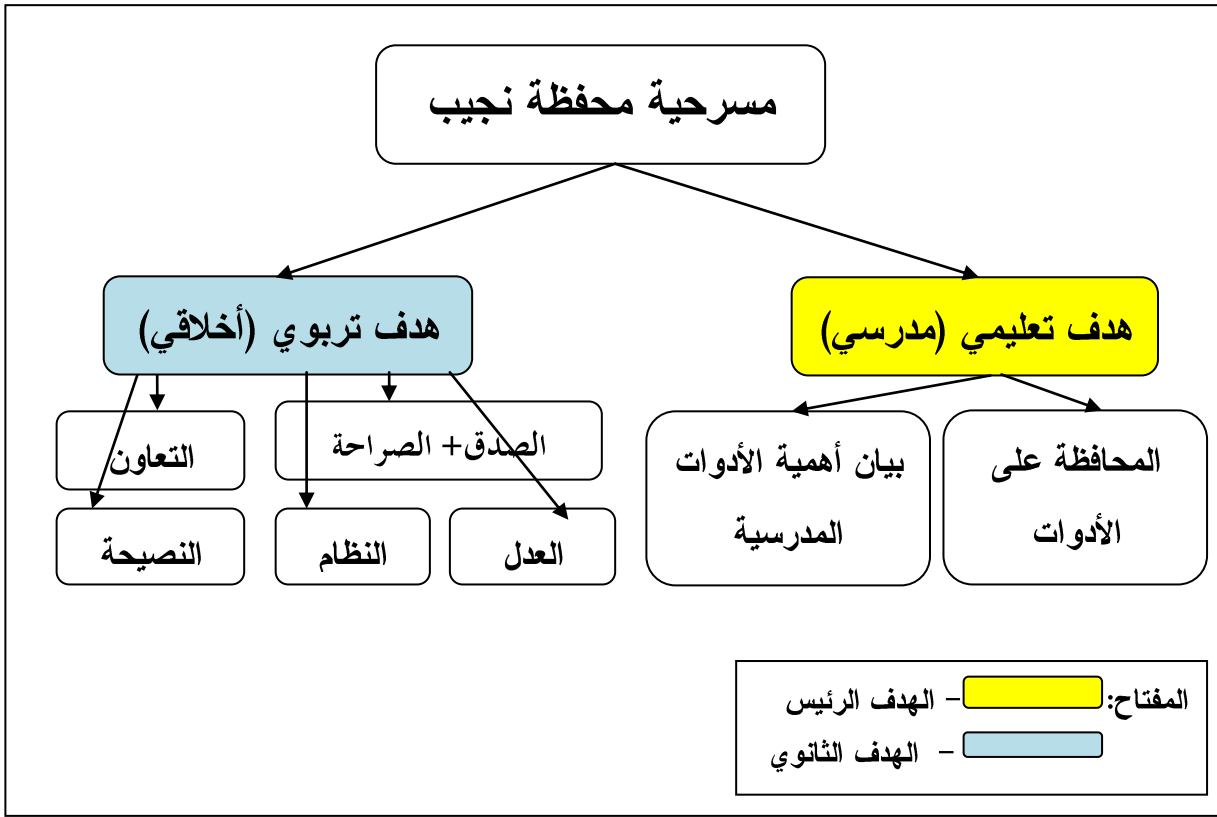 مسرحية محفظة نجيب
هدف تعليمي (مدرسي)
هدف تربوي (أخلاقي)
المحافظة على
الأدوات
بيان أهمية الأدوات
المدرسية
الصدق+ الصراحة
التعاون
العدل
النظام
النصيحة
المفتاح: – الهدف الرئيس
– الهدف الثانوي